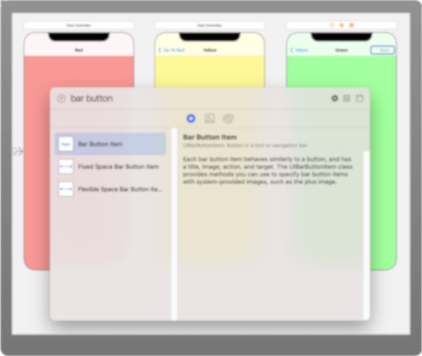 View Controller
View Controller
Red
Go To Red
Yellow
Yellow
Green
Item
bar button
Bar Button Item
Fixed Space Bar Button Item
Flexible Space Bar Button Ite...
Bar Button Item
UIBarButtonItem: Button in a tool or navigation bar
Each bar button item behaves similarly to a button, and has
a title, image, action, and target. The UIBarButtonItem class
provides methods you can use to specify bar button items
with system-provided images, such as the plus image.